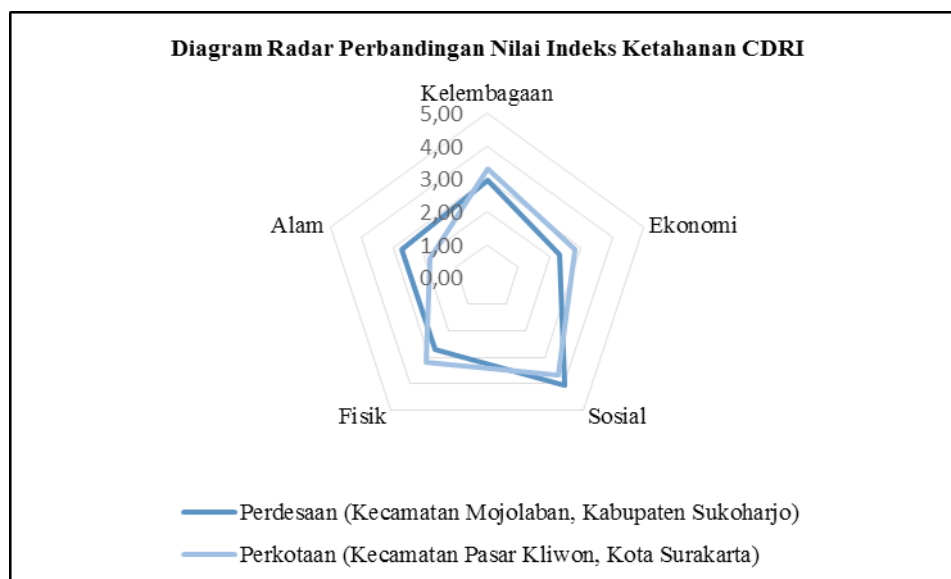 Diagram Radar Perbandingan Nilai Indeks Ketahanan CDRI
Kelembagaan
5,00
4,00
3,00
2,00
1,00
0,00
Alam
Ekonomi
Fisik
Sosial
Perdesaan (Kecamatan Mojolaban, Kabupaten Sukoharjo)
Perkotaan (Kecamatan Pasar Kliwon, Kota Surakarta)